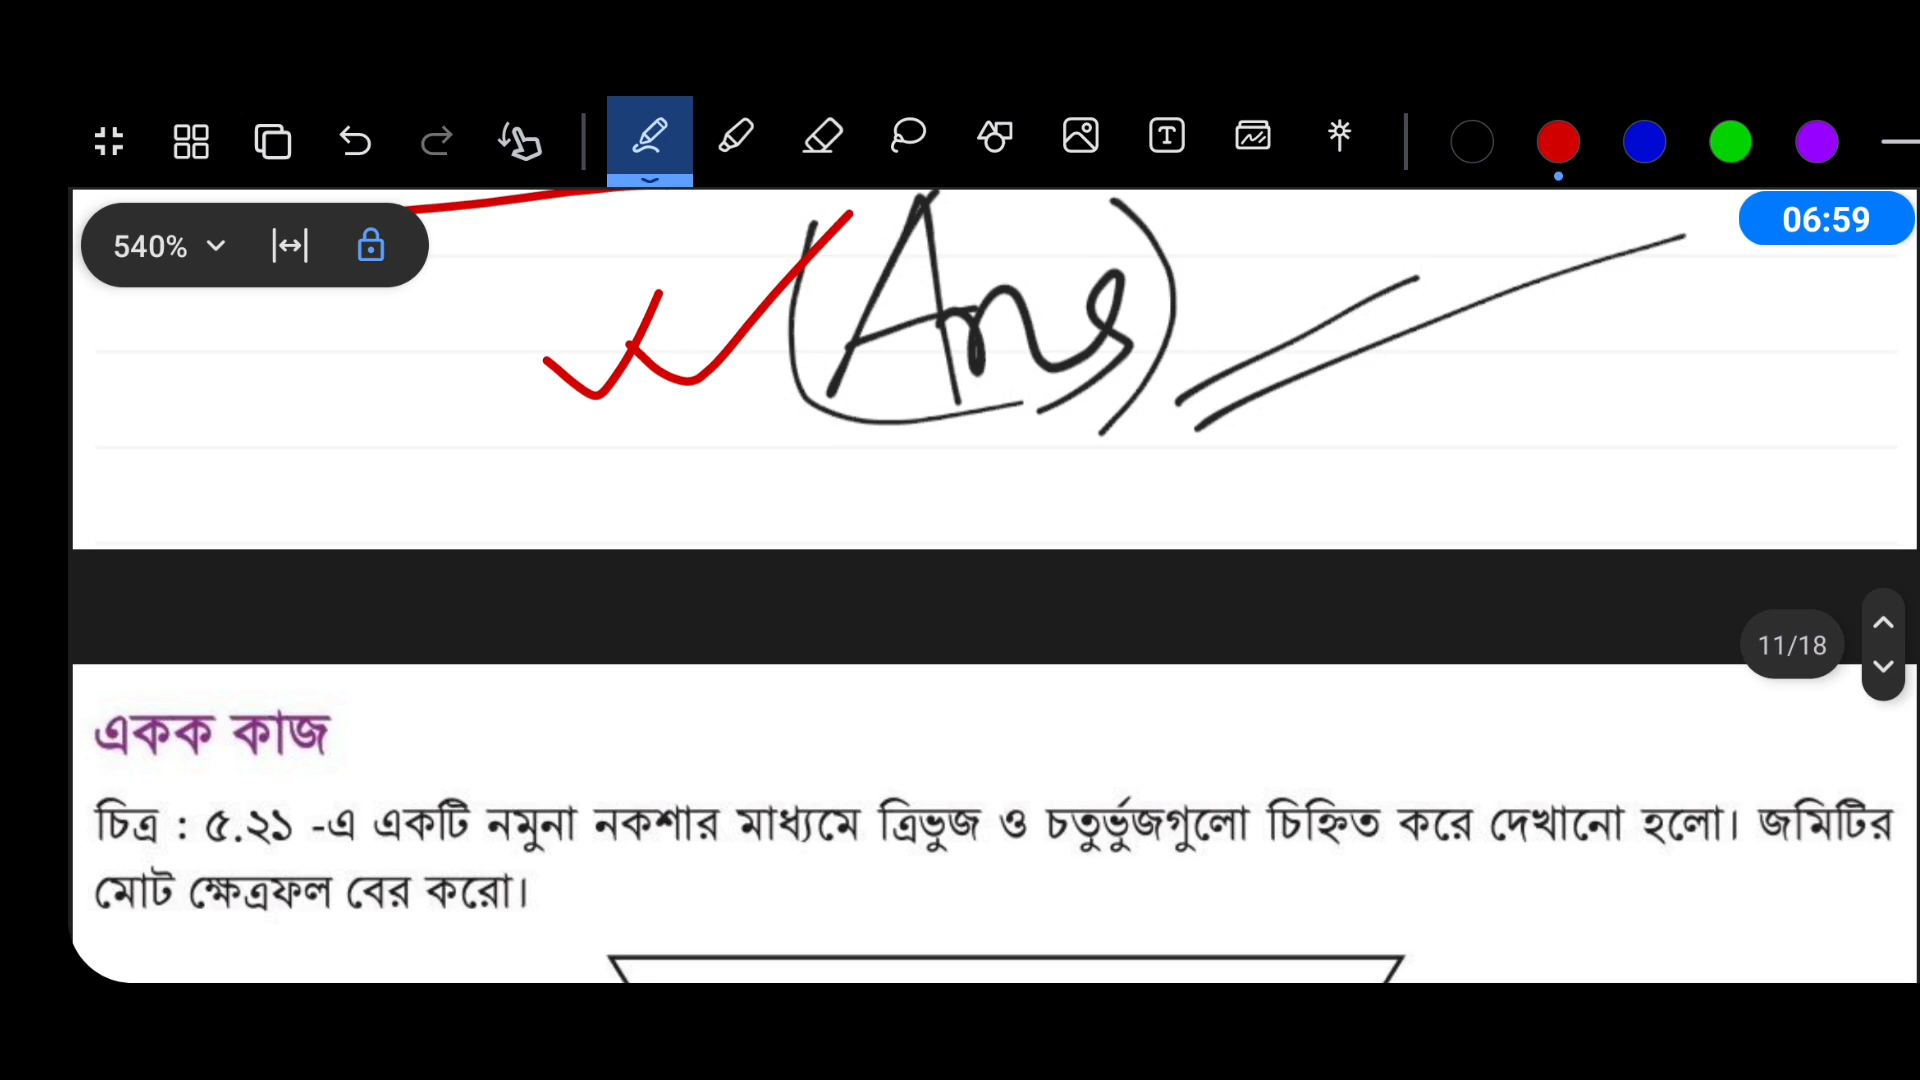 06:59
540%
(Ans)
11/18
একক কাজ
চিত্র : ৫.২১ -এ একটি নমুনা নকশার মাধ্যমে ত্রিভুজ ও চতুর্ভুজগুলো চিহ্নিত করে দেখানো হলো। জমিটির
মোট ক্ষেত্রফল বের করো।